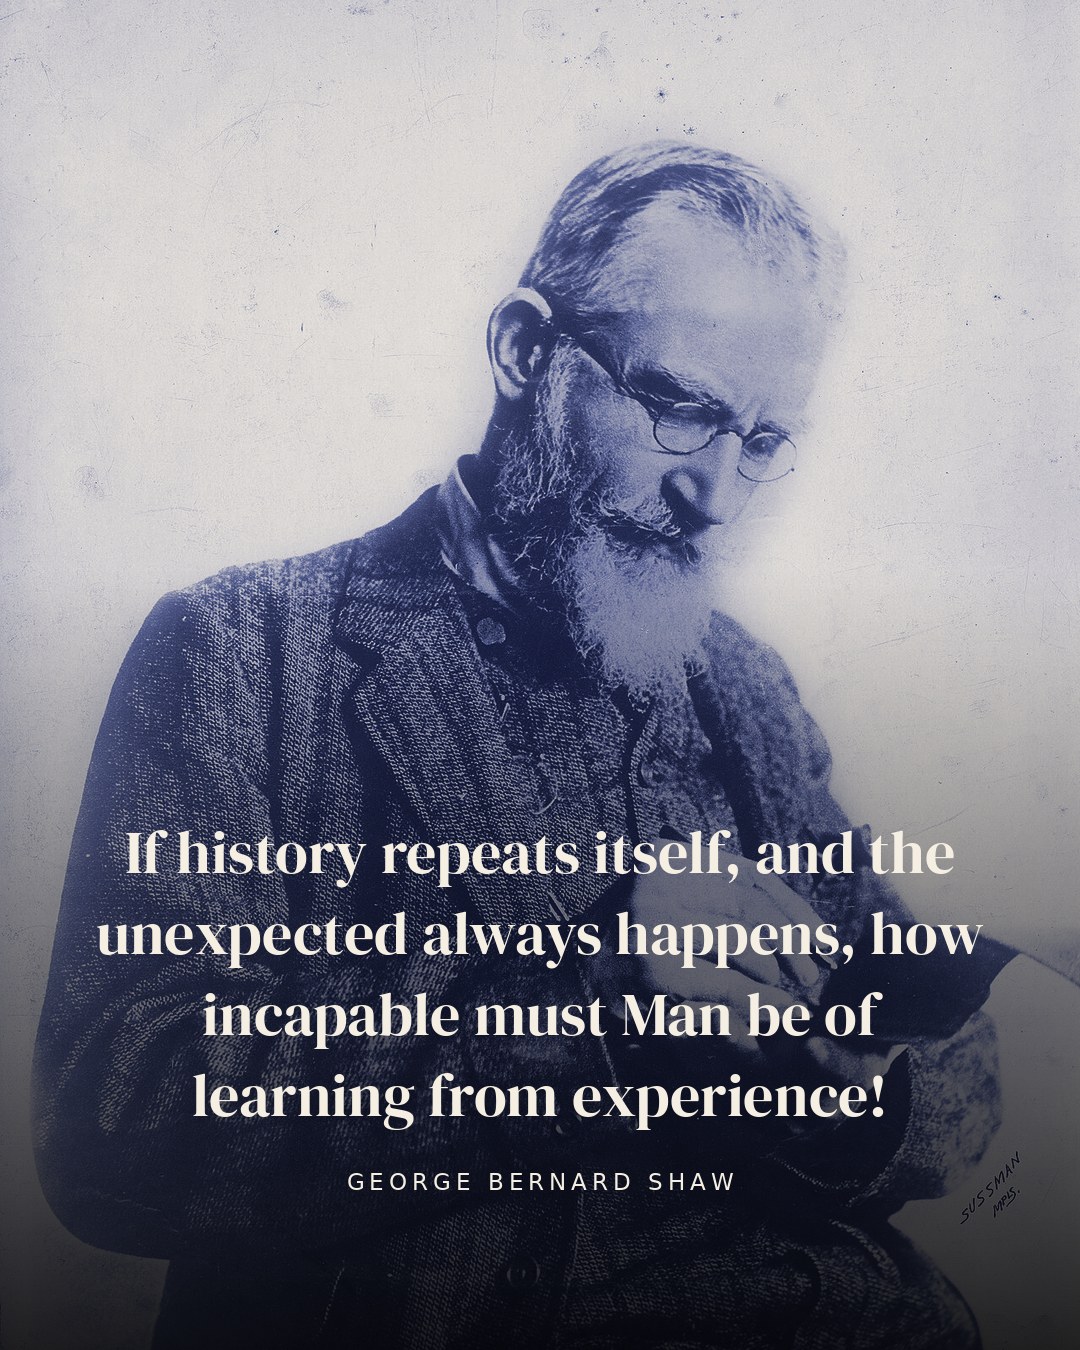 If history repeats itself, and the
unexpected always happens, how
incapable must Man be of
learning from experience!
GEORGE BERNARD SHAW
SUSSMAN
MPLS.